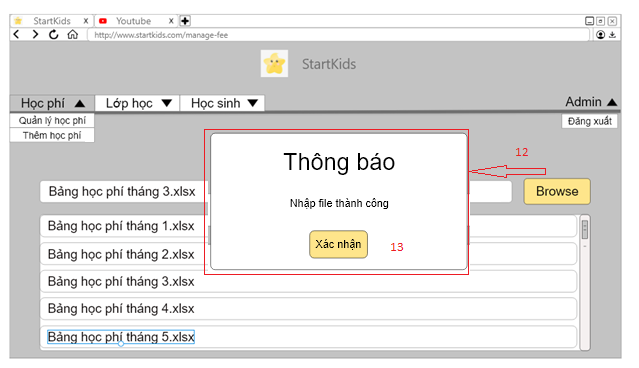 StartKids x Youtube x
http://www.startkids.com/manage-fee
StartKids
Học phí Lớp học Học sinh Admin
Quản lý học phí Đăng xuất
Thêm học phí
12
Thông báo
Bảng học phí tháng 3.xlsx Browse
Nhập file thành công
Bảng học phí tháng 1.xlsx
Xác nhận 13
Bảng học phí tháng 2.xlsx
Bảng học phí tháng 3.xlsx
Bảng học phí tháng 4.xlsx
Bảng học phí tháng 5.xlsx